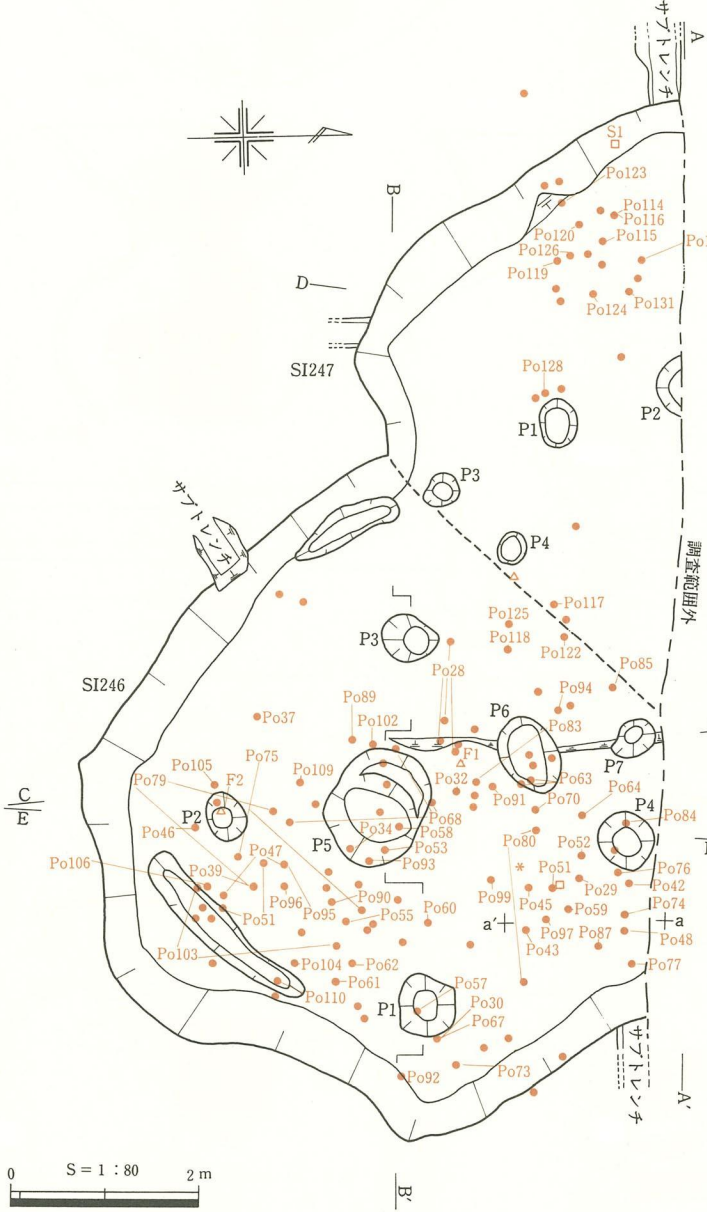 サブトレンチ
A
S1
Po123
B
Po114
Po116
Po120
Po115
Po126
Po119
D
Po124
Po131
SI247
Po128
P1
P2
P3
サブトレンチ
P4
調査範囲外
Po117
Po125
P3
Po118
Po122
Po28
Po85
SI246
Po89
Po94
P6
Po37
Po102
Po83
Po75
F1
P7
Po79
Po105
Po109
Po32
Po63
Po64
F2
Po91
C
E
P2
Po68
Po70
P4
Po84
Po46
P5
Po34
Po58
Po80
Po47
Po53
Po52
Po106
Po93
Po76
Po39
Po51
Po99
Po29
Po42
Po96
Po90
Po45
Po59
Po74
Po51
Po95
Po55
Po60
a'
a
Po97
Po48
Po103
Po43
Po87
Po104
Po62
Po77
Po61
Po57
Po110
P1
Po30
Po67
サブトレンチ
Po73
Po92
A'
S = 1 : 80
0
2 m
B'